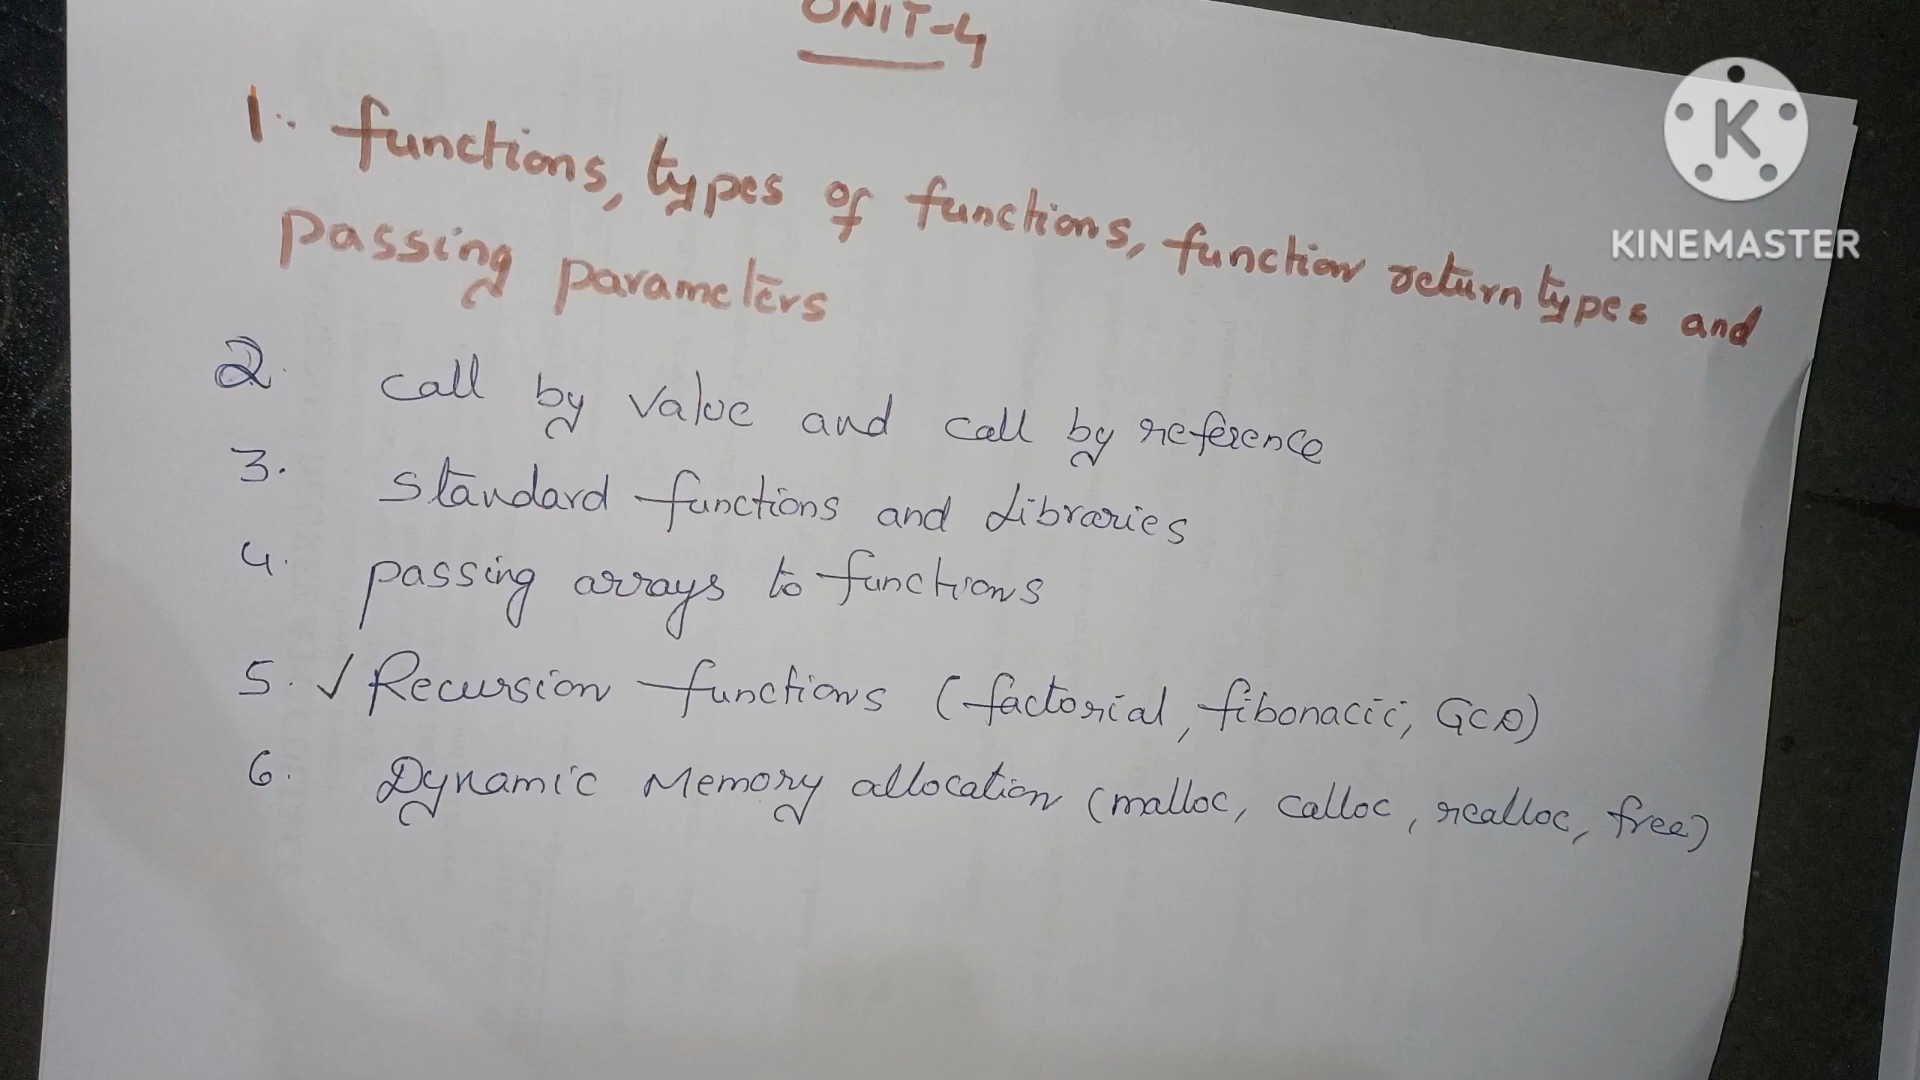 UNIT-4
1. functions, types of functions, function return types and
passing parameters
K
KINEMASTER
2. call by value and call by reference
3. standard functions and Libraries
4. passing arrays to functions
5. ✓ Recursion functions (factorial, fibonacii, GCD)
6. Dynamic Memory allocation (malloc, calloc, realloc, free)